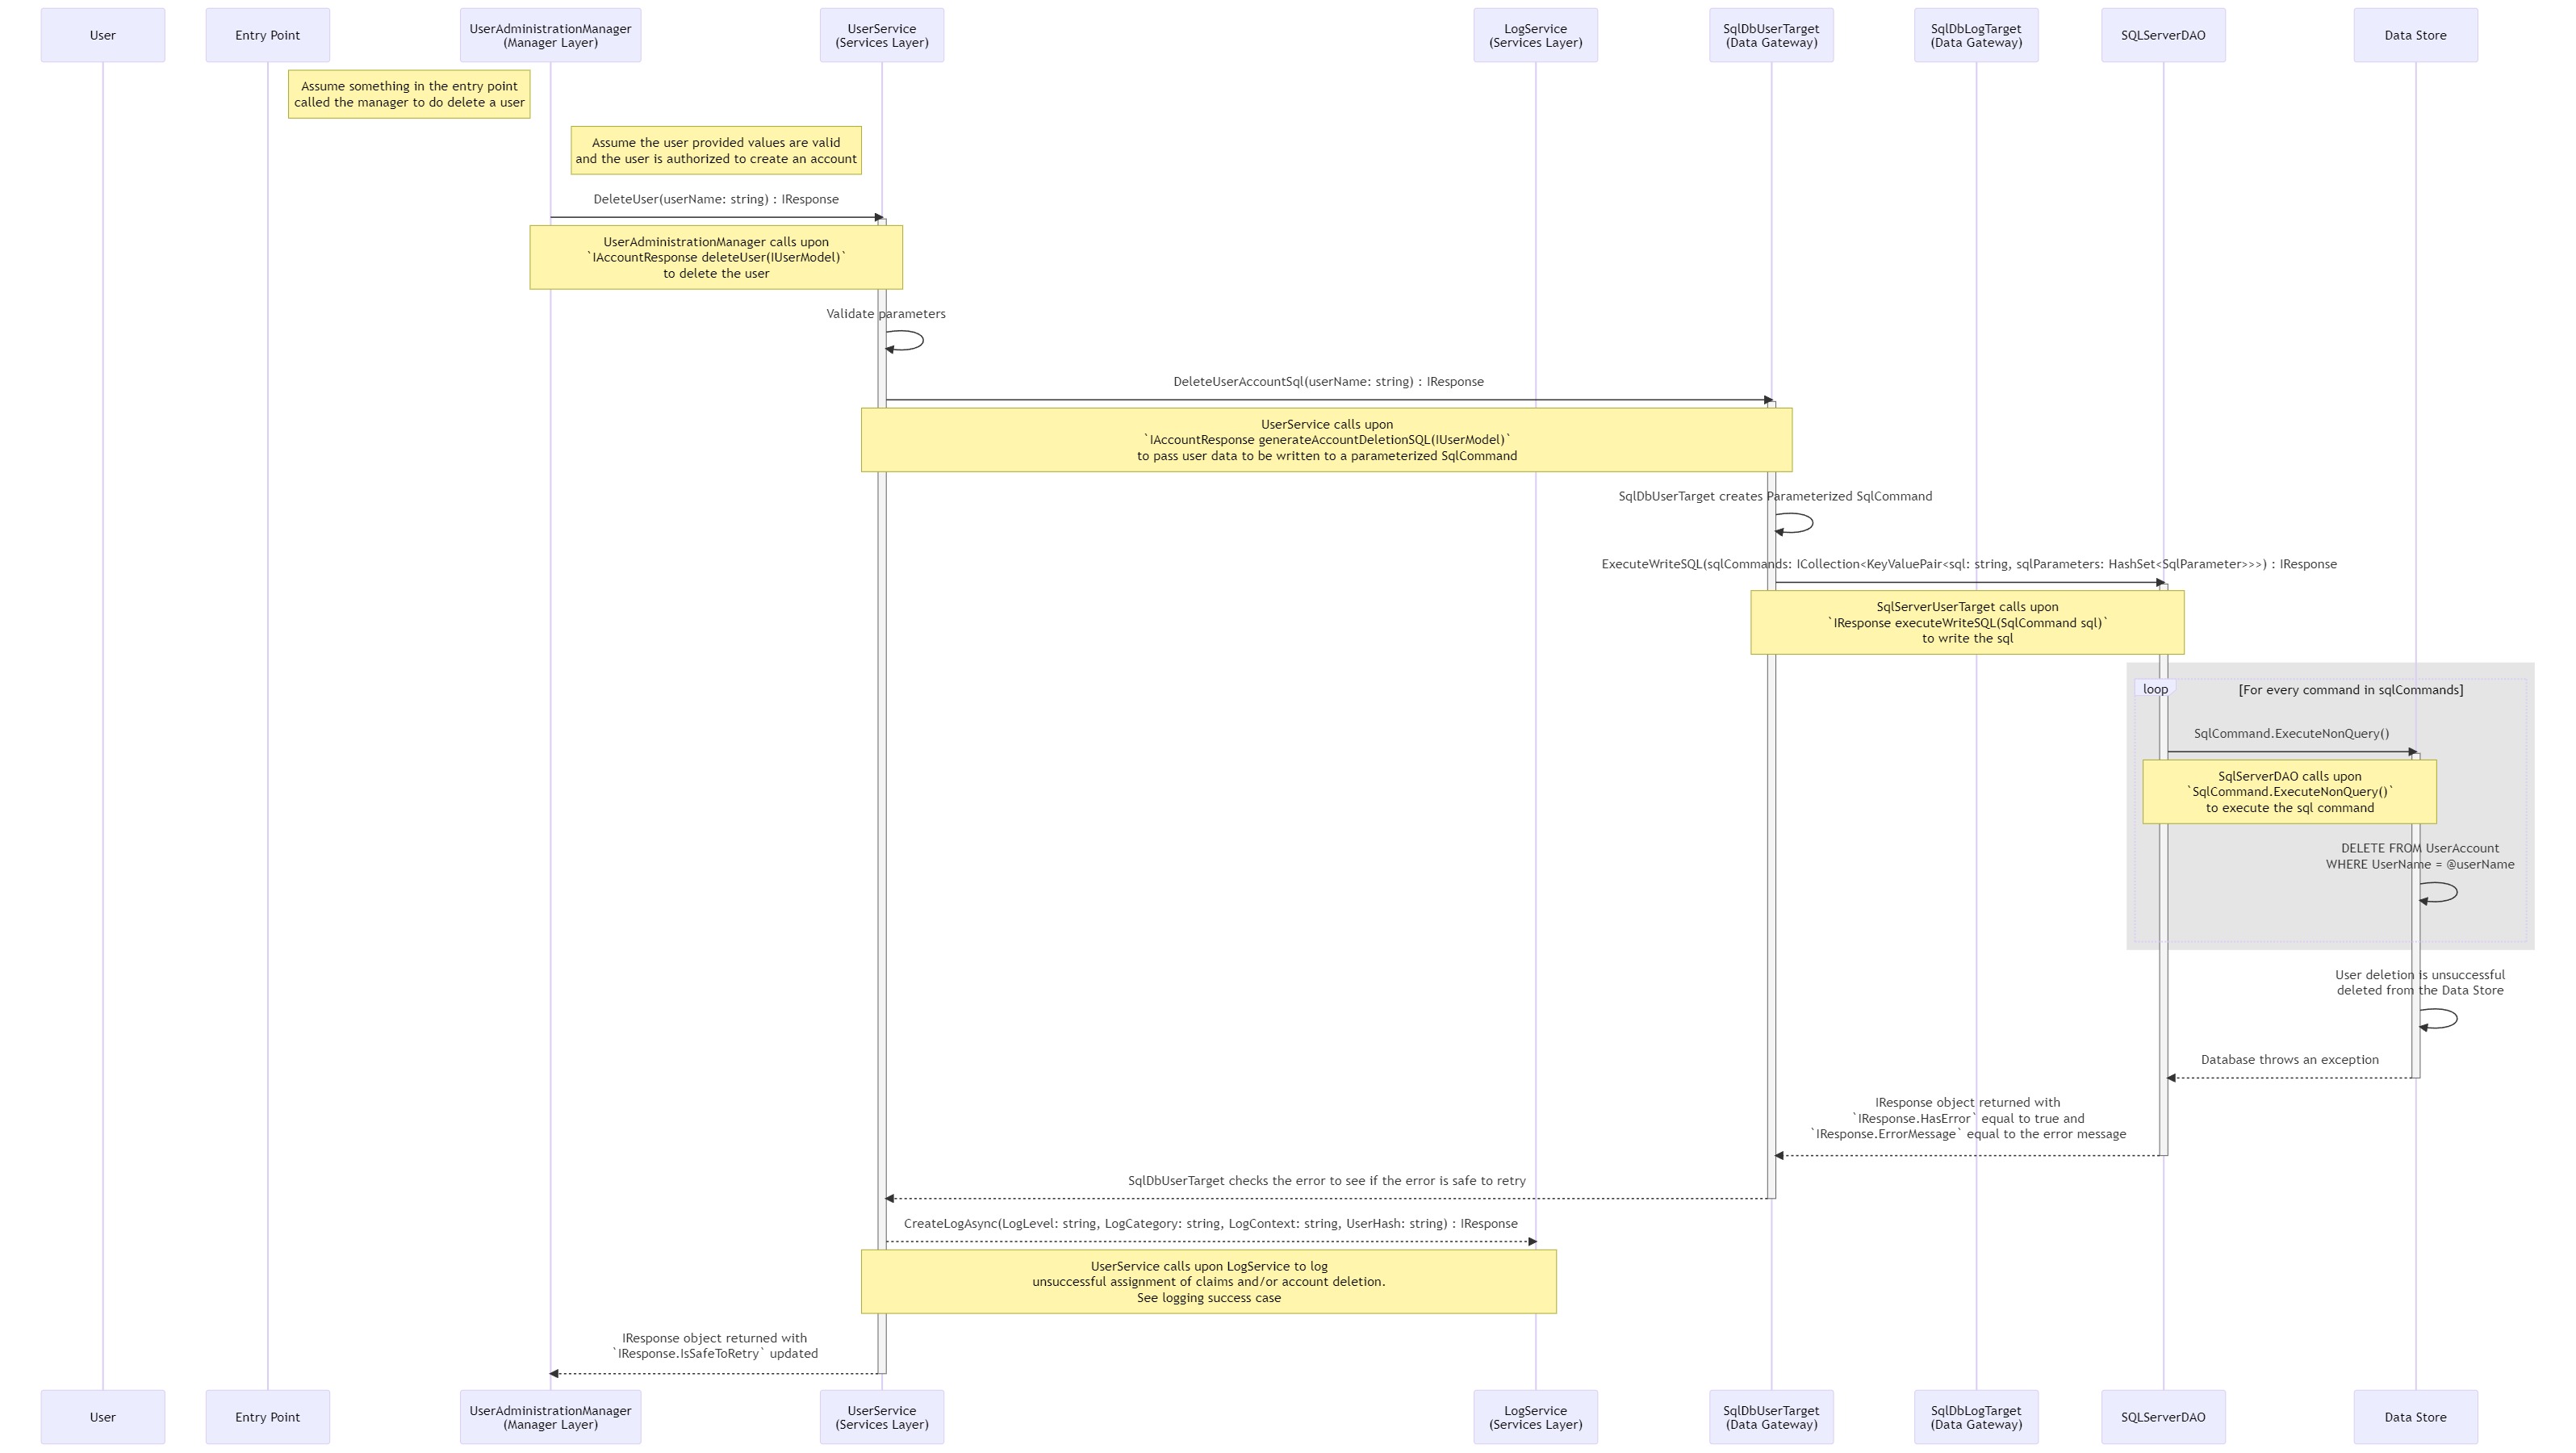 User
Entry Point
UserAdministrationManager
(Manager Layer)
UserService
(Services Layer)
LogService
(Services Layer)
SqlDbUserTarget
(Data Gateway)
SqlDbLogTarget
(Data Gateway)
SQLServerDAO
Data Store
Assume something in the entry point
called the manager to do delete a user
Assume the user provided values are valid
and the user is authorized to create an account
DeleteUser(userName: string) : IResponse
UserAdministrationManager calls upon
`IAccountResponse deleteUser(IUserModel)`
to delete the user
Validate parameters
DeleteUserAccountSql(userName: string) : IResponse
UserService calls upon
`IAccountResponse generateAccountDeletionSQL(IUserModel)`
to pass user data to be written to a parameterized SqlCommand
SqlDbUserTarget creates Parameterized SqlCommand
ExecuteWriteSQL(sqlCommands: ICollection<KeyValuePair<sql: string, sqlParameters: HashSet<SqlParameter>>>) : IResponse
SqlServerUserTarget calls upon
`IResponse executeWriteSQL(SqlCommand sql)`
to write the sql
loop
[For every command in sqlCommands]
SqlCommand.ExecuteNonQuery()
SqlServerDAO calls upon
`SqlCommand.ExecuteNonQuery()`
to execute the sql command
DELETE FROM UserAccount
WHERE UserName = @userName
User deletion is unsuccessful
deleted from the Data Store
Database throws an exception
IResponse object returned with
`IResponse.HasError` equal to true and
`IResponse.ErrorMessage` equal to the error message
SqlDbUserTarget checks the error to see if the error is safe to retry
CreateLogAsync(LogLevel: string, LogCategory: string, LogContext: string, UserHash: string) : IResponse
UserService calls upon LogService to log
unsuccessful assignment of claims and/or account deletion.
See logging success case
IResponse object returned with
`IResponse.IsSafeToRetry` updated
User
Entry Point
UserAdministrationManager
(Manager Layer)
UserService
(Services Layer)
LogService
(Services Layer)
SqlDbUserTarget
(Data Gateway)
SqlDbLogTarget
(Data Gateway)
SQLServerDAO
Data Store